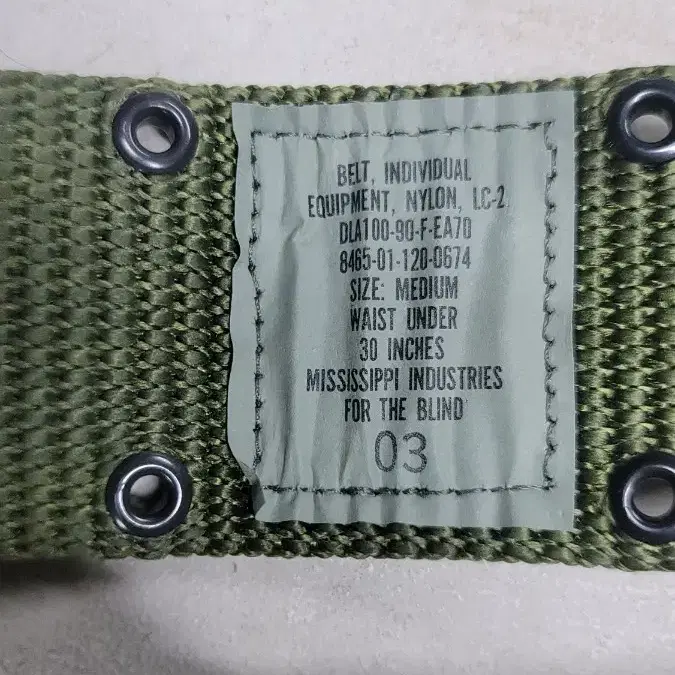 BELT, INDIVIDUAL
EQUIPMENT, NYLON, LC-2
DLA100-90-F-EA70
8465-01-120-0674
SIZE: MEDIUM
WAIST UNDER
30 INCHES
MISSISSIPPI INDUSTRIES
FOR THE BLIND
03